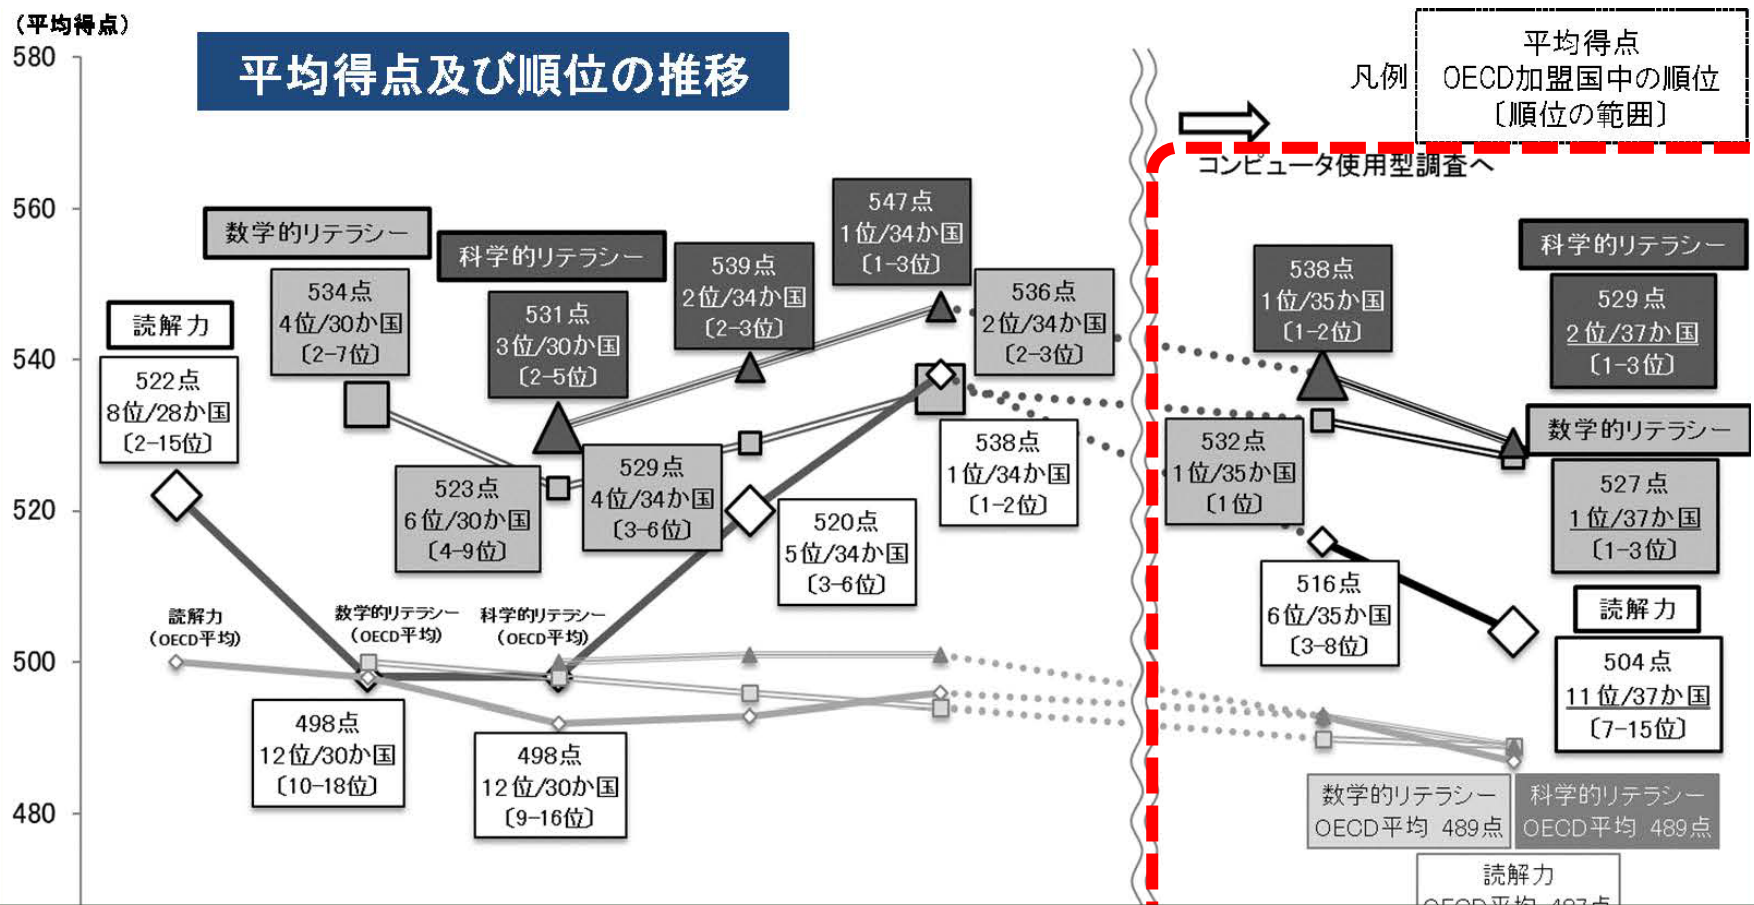 (平均得点)
580
560
540
520
500
480
平均得点及び順位の推移
凡例
平均得点
OECD加盟国中の順位
〔順位の範囲〕
コンピュータ使用型調査へ
読解力
522点
8位/28か国
〔2-15位〕
数学的リテラシー
534点
4位/30か国
〔2-7位〕
科学的リテラシー
531点
3位/30か国
〔2-5位〕
539点
2位/34か国
〔2-3位〕
547点
1位/34か国
〔1-3位〕
536点
2位/34か国
〔2-3位〕
523点
6位/30か国
〔4-9位〕
529点
4位/34か国
〔3-6位〕
520点
5位/34か国
〔3-6位〕
538点
1位/34か国
〔1-2位〕
498点
12位/30か国
〔10-18位〕
498点
12位/30か国
〔9-16位〕
読解力
(OECD平均)
数学的リテラシー
(OECD平均)
科学的リテラシー
(OECD平均)
538点
1位/35か国
〔1-2位〕
532点
1位/35か国
〔1位〕
516点
6位/35か国
〔3-8位〕
科学的リテラシー
529点
2位/37か国
〔1-3位〕
数学的リテラシー
527点
1位/37か国
〔1-3位〕
読解力
504点
11位/37か国
〔7-15位〕
数学的リテラシー
OECD平均 489点
科学的リテラシー
OECD平均 489点
読解力
OECD平均 487点